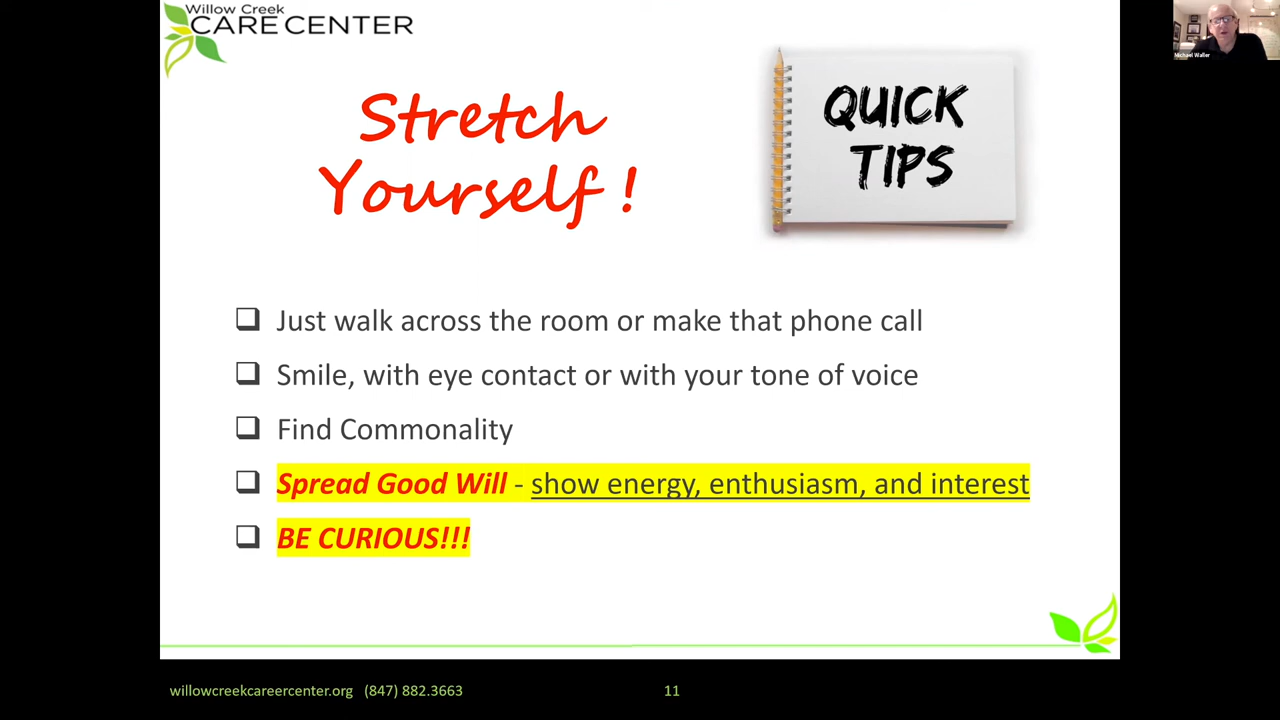 Willow Creek
CARE CENTER
Michael Waller
Stretch
Yourself !
QUICK
TIPS
Just walk across the room or make that phone call
Smile, with eye contact or with your tone of voice
Find Commonality
Spread Good Will - show energy, enthusiasm, and interest
BE CURIOUS!!!
willowcreekcareercenter.org (847) 882.3663
11